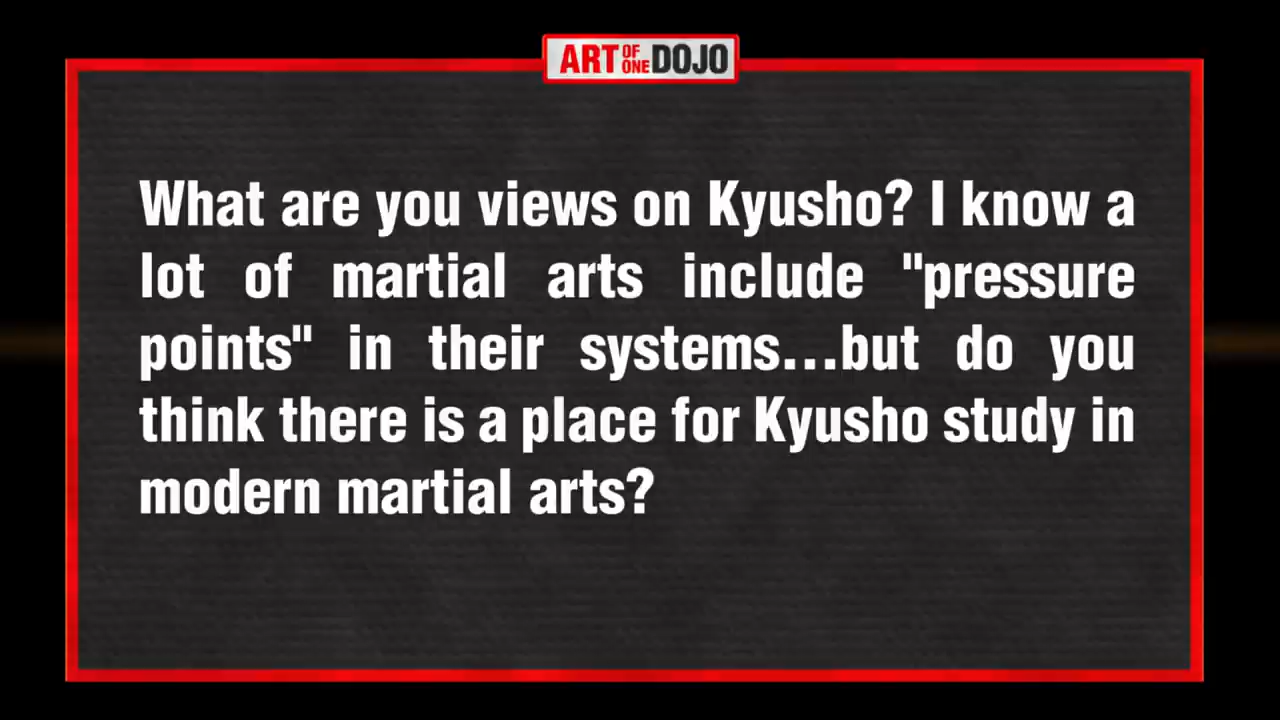 ART OF ONE DOJO
What are you views on Kyusho? I know a
lot of martial arts include "pressure
points" in their systems...but do you
think there is a place for Kyusho study in
modern martial arts?